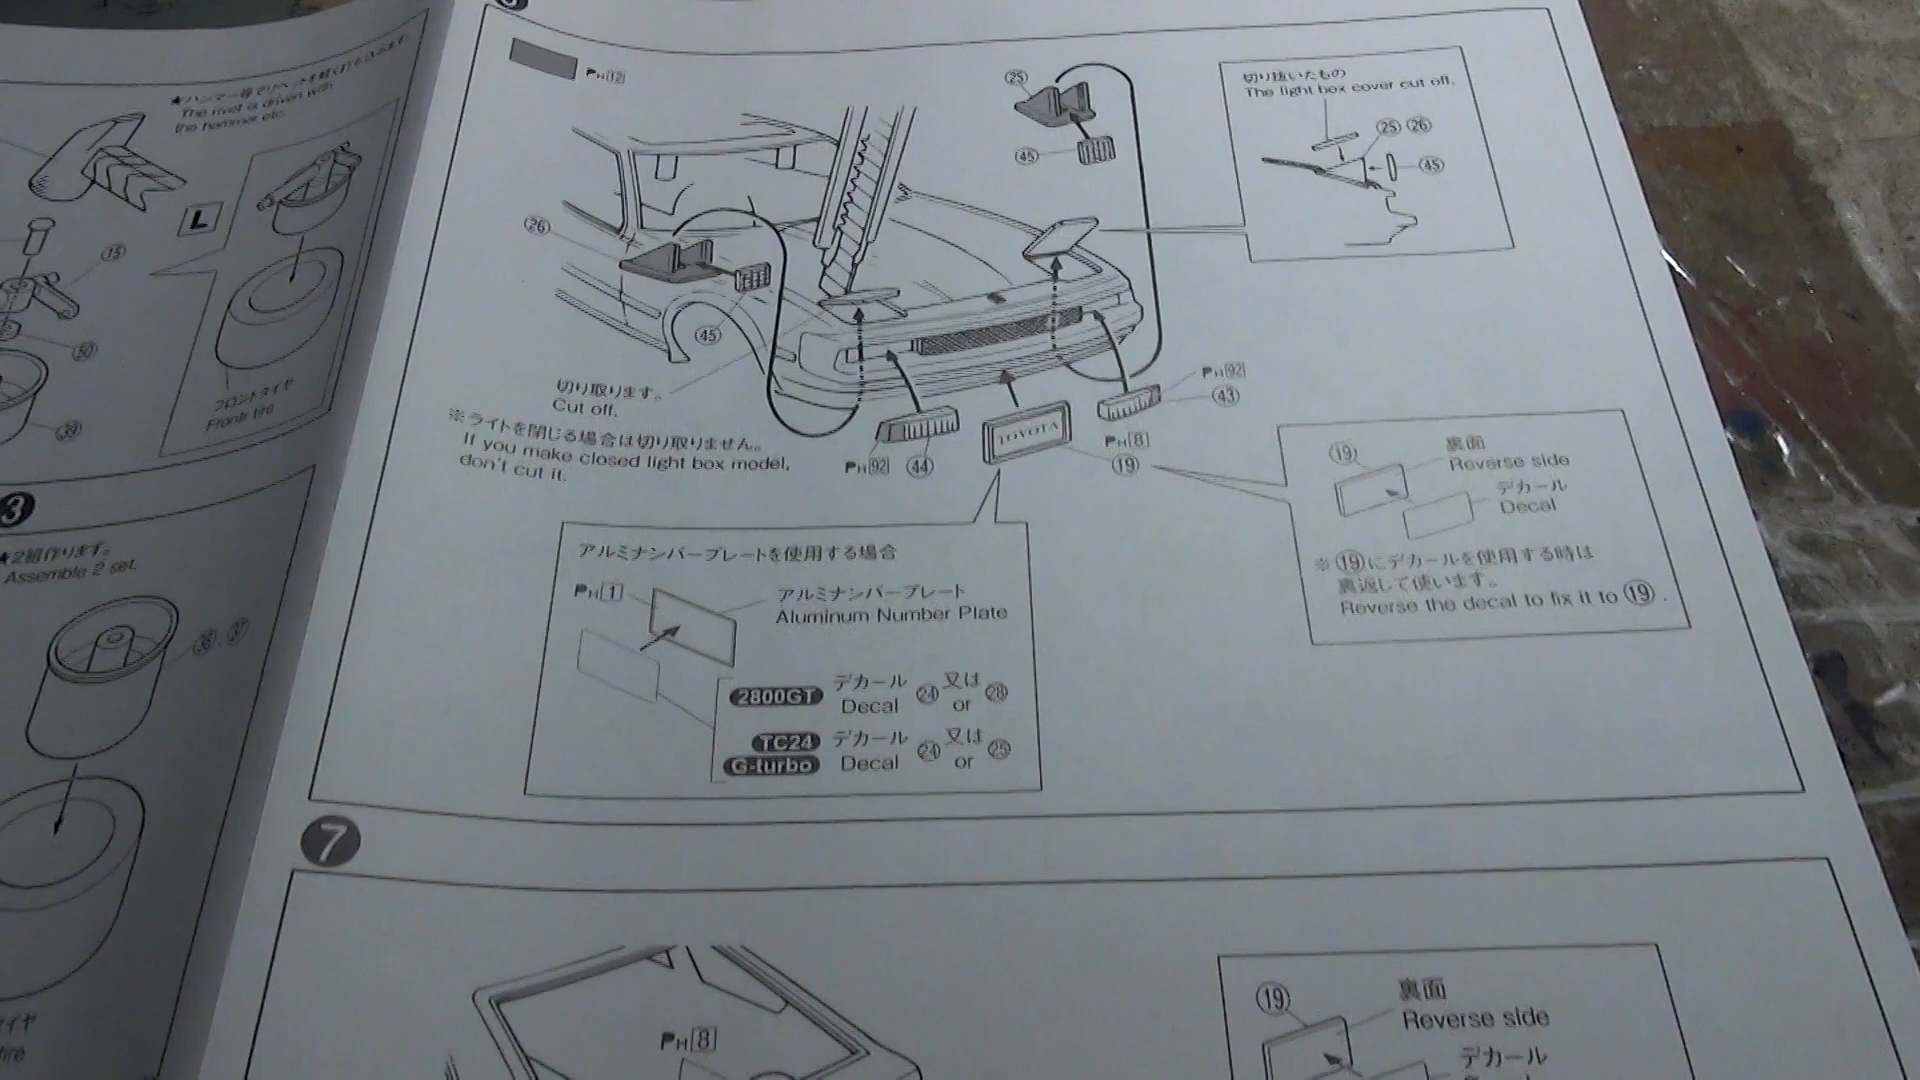 ★ハンマー等でリベットを軽く打ち込みます。
The rivet is driven with
the hammer etc.
L
15
50
39
フロントタイヤ
Frontr tire
3
★2組作ります。
Assemble 2 set.
36. 37
タイヤ
tire
PH[12]
25
45
切り抜いたもの
The light box cover cut off.
25 26
45
26
45
切り取ります。
Cut off.
※ライトを閉じる場合は切り取りません。
If you make closed light box model,
don't cut it.
PH[92]
43
PH[92] 44
TOYOTA
PH[8]
19
19
裏面
Reverse side
デカール
Decal
※⑲にデカールを使用する時は
裏返して使います。
Reverse the decal to fix it to ⑲.
アルミナンバープレートを使用する場合
PH[1]
アルミナンバープレート
Aluminum Number Plate
2800GT デカール 24 又は 28
Decal or
TC24 デカール 24 又は 25
G-turbo Decal or
7
PH[8]
19
裏面
Reverse side
デカール